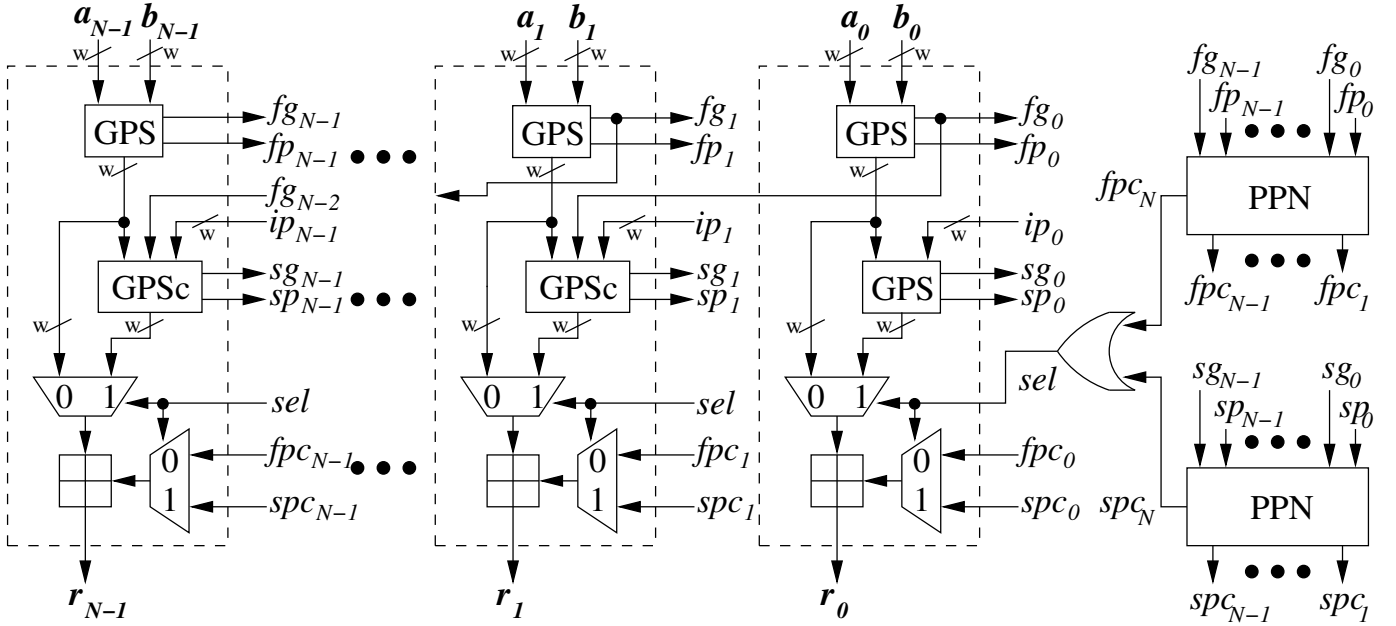 a_{N-1} b_{N-1} a_1 b_1 a_0 b_0
w w w w w w
fg_{N-1} fg_0
fp_{N-1} fp_0
GPS fg_{N-1} GPS fg_1 GPS fg_0
fp_{N-1} fp_1 fp_0
w w w
fpc_N PPN
fg_{N-2}
ip_{N-1} w ip_1 w ip_0 w
GPSc sg_{N-1} GPSc sg_1 GPS sg_0
sp_{N-1} sp_1 sp_0
fpc_{N-1} fpc_1
w w w w w w
sg_{N-1} sg_0
sp_{N-1} sp_0
0 1 sel 0 1 sel 0 1 sel
0 fpc_{N-1} 0 fpc_1 0 fpc_0
1 spc_{N-1} 1 spc_1 1 spc_0
spc_N PPN
r_{N-1} r_1 r_0
spc_{N-1} spc_1